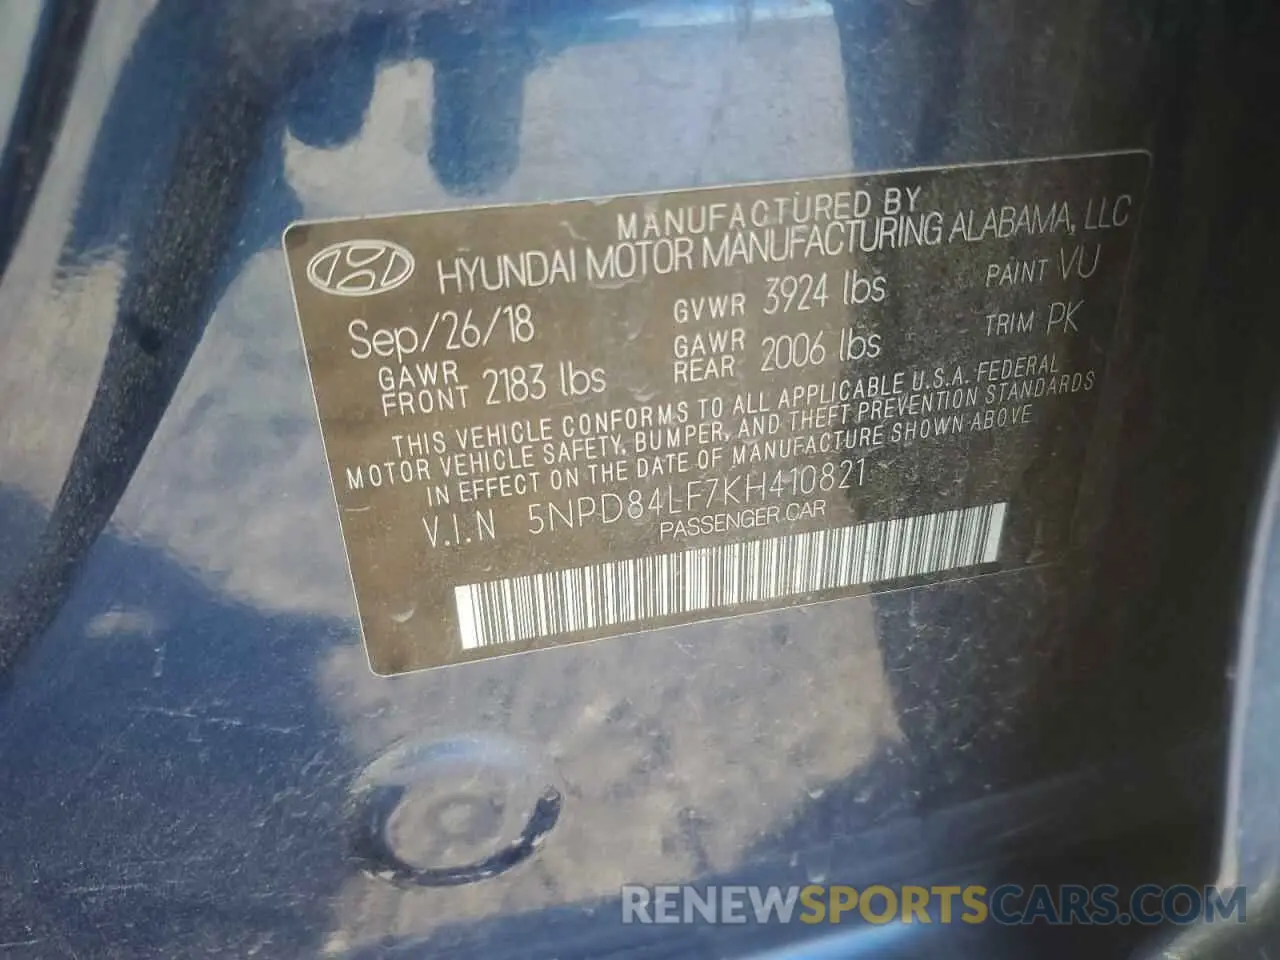 MANUFACTURED BY
HYUNDAI MOTOR MANUFACTURING ALABAMA, LLC
Sep/26/18 GVWR 3924 lbs PAINT VU
GAWR FRONT 2183 lbs GAWR REAR 2006 lbs TRIM PK
THIS VEHICLE CONFORMS TO ALL APPLICABLE U.S.A. FEDERAL
MOTOR VEHICLE SAFETY, BUMPER, AND THEFT PREVENTION STANDARDS
IN EFFECT ON THE DATE OF MANUFACTURE SHOWN ABOVE
V.I.N 5NPD84LF7KH410821
PASSENGER CAR
RENEWSPORTSCARS.COM